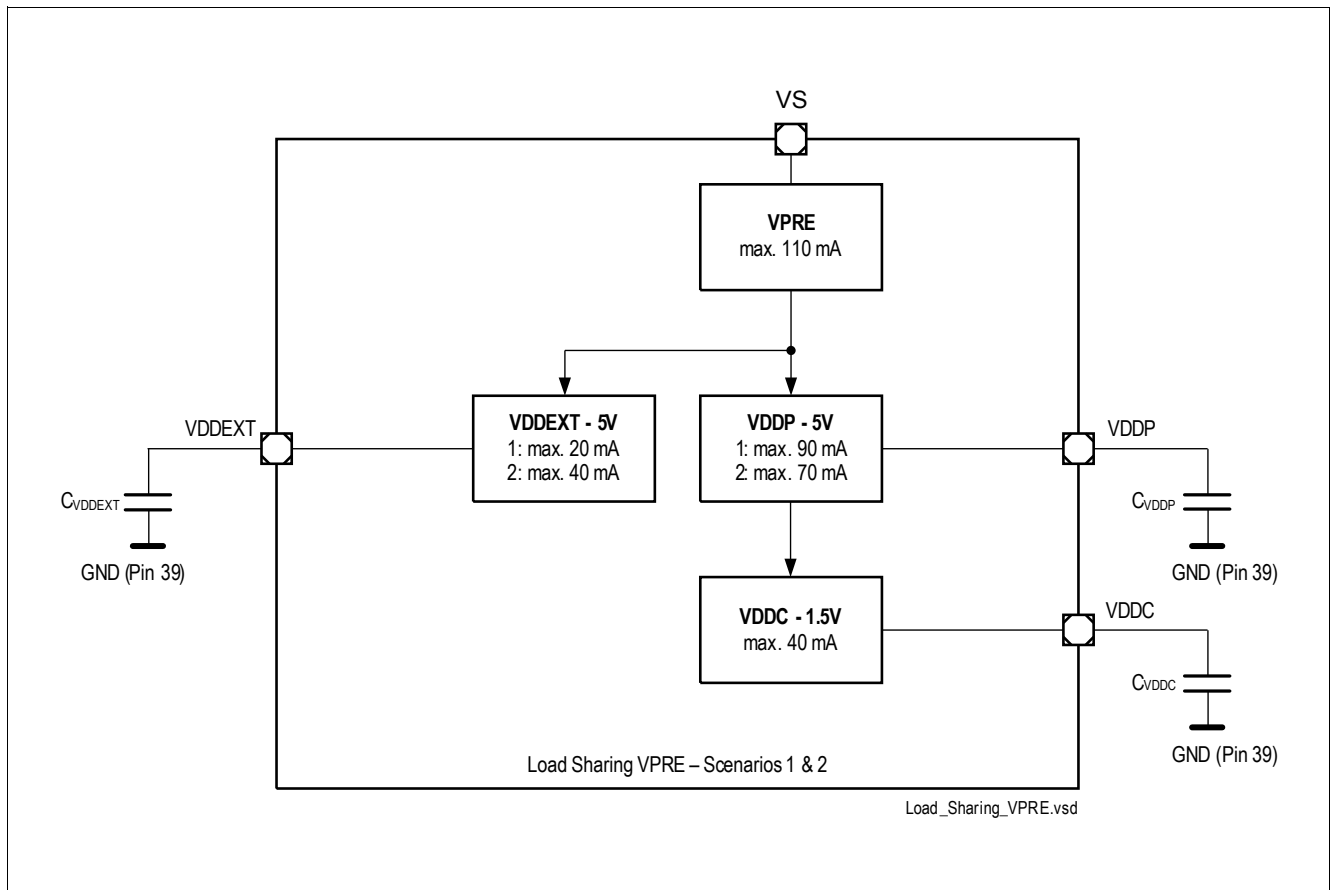 VS
VPRE
max. 110 mA
VDDEXT - 5V
1: max. 20 mA
2: max. 40 mA
VDDP - 5V
1: max. 90 mA
2: max. 70 mA
VDDEXT
VDDP
CVDDEXT
GND (Pin 39)
CVDDP
GND (Pin 39)
VDDC - 1.5V
max. 40 mA
VDDC
CVDDC
GND (Pin 39)
Load Sharing VPRE – Scenarios 1 & 2
Load_Sharing_VPRE.vsd